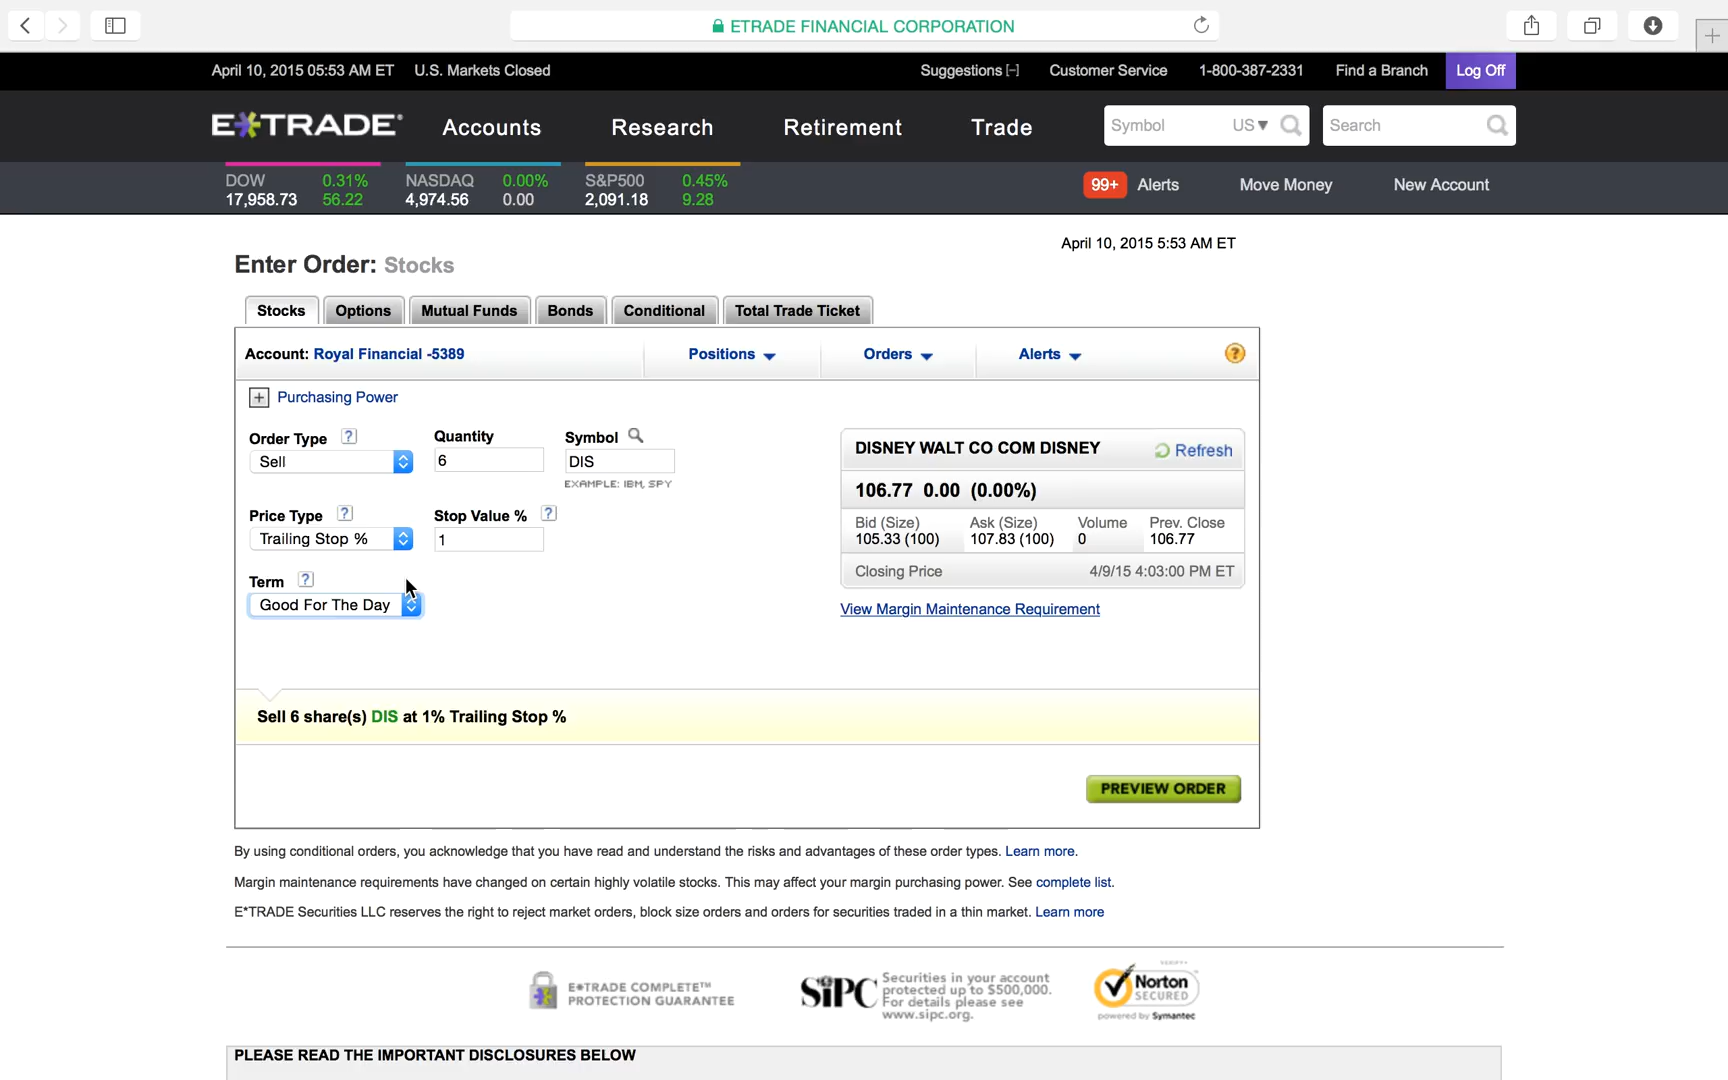 ETRADE FINANCIAL CORPORATION
April 10, 2015 05:53 AM ET U.S. Markets Closed Suggestions [-] Customer Service 1-800-387-2331 Find a Branch Log Off
E*TRADE Accounts Research Retirement Trade Symbol US▼ Search
DOW 0.31% NASDAQ 0.00% S&P500 0.45%
17,958.73 56.22 4,974.56 0.00 2,091.18 9.28
99+ Alerts Move Money New Account
April 10, 2015 5:53 AM ET
Enter Order: Stocks
Stocks Options Mutual Funds Bonds Conditional Total Trade Ticket
Account: Royal Financial -5389 Positions Orders Alerts ?
+ Purchasing Power
Order Type ? Quantity Symbol
Sell 6 DIS
EXAMPLE: IBM, SPY
Price Type ? Stop Value % ?
Trailing Stop % 1
Term ?
Good For The Day
DISNEY WALT CO COM DISNEY Refresh
106.77 0.00 (0.00%)
Bid (Size) Ask (Size) Volume Prev. Close
105.33 (100) 107.83 (100) 0 106.77
Closing Price 4/9/15 4:03:00 PM ET
View Margin Maintenance Requirement
Sell 6 share(s) DIS at 1% Trailing Stop %
PREVIEW ORDER
By using conditional orders, you acknowledge that you have read and understand the risks and advantages of these order types. Learn more.
Margin maintenance requirements have changed on certain highly volatile stocks. This may affect your margin purchasing power. See complete list.
E*TRADE Securities LLC reserves the right to reject market orders, block size orders and orders for securities traded in a thin market. Learn more
E*TRADE COMPLETE™
PROTECTION GUARANTEE
SiPC
Securities in your account
protected up to $500,000.
For details please see
www.sipc.org.
VERIFY
Norton
SECURED
powered by Symantec
PLEASE READ THE IMPORTANT DISCLOSURES BELOW